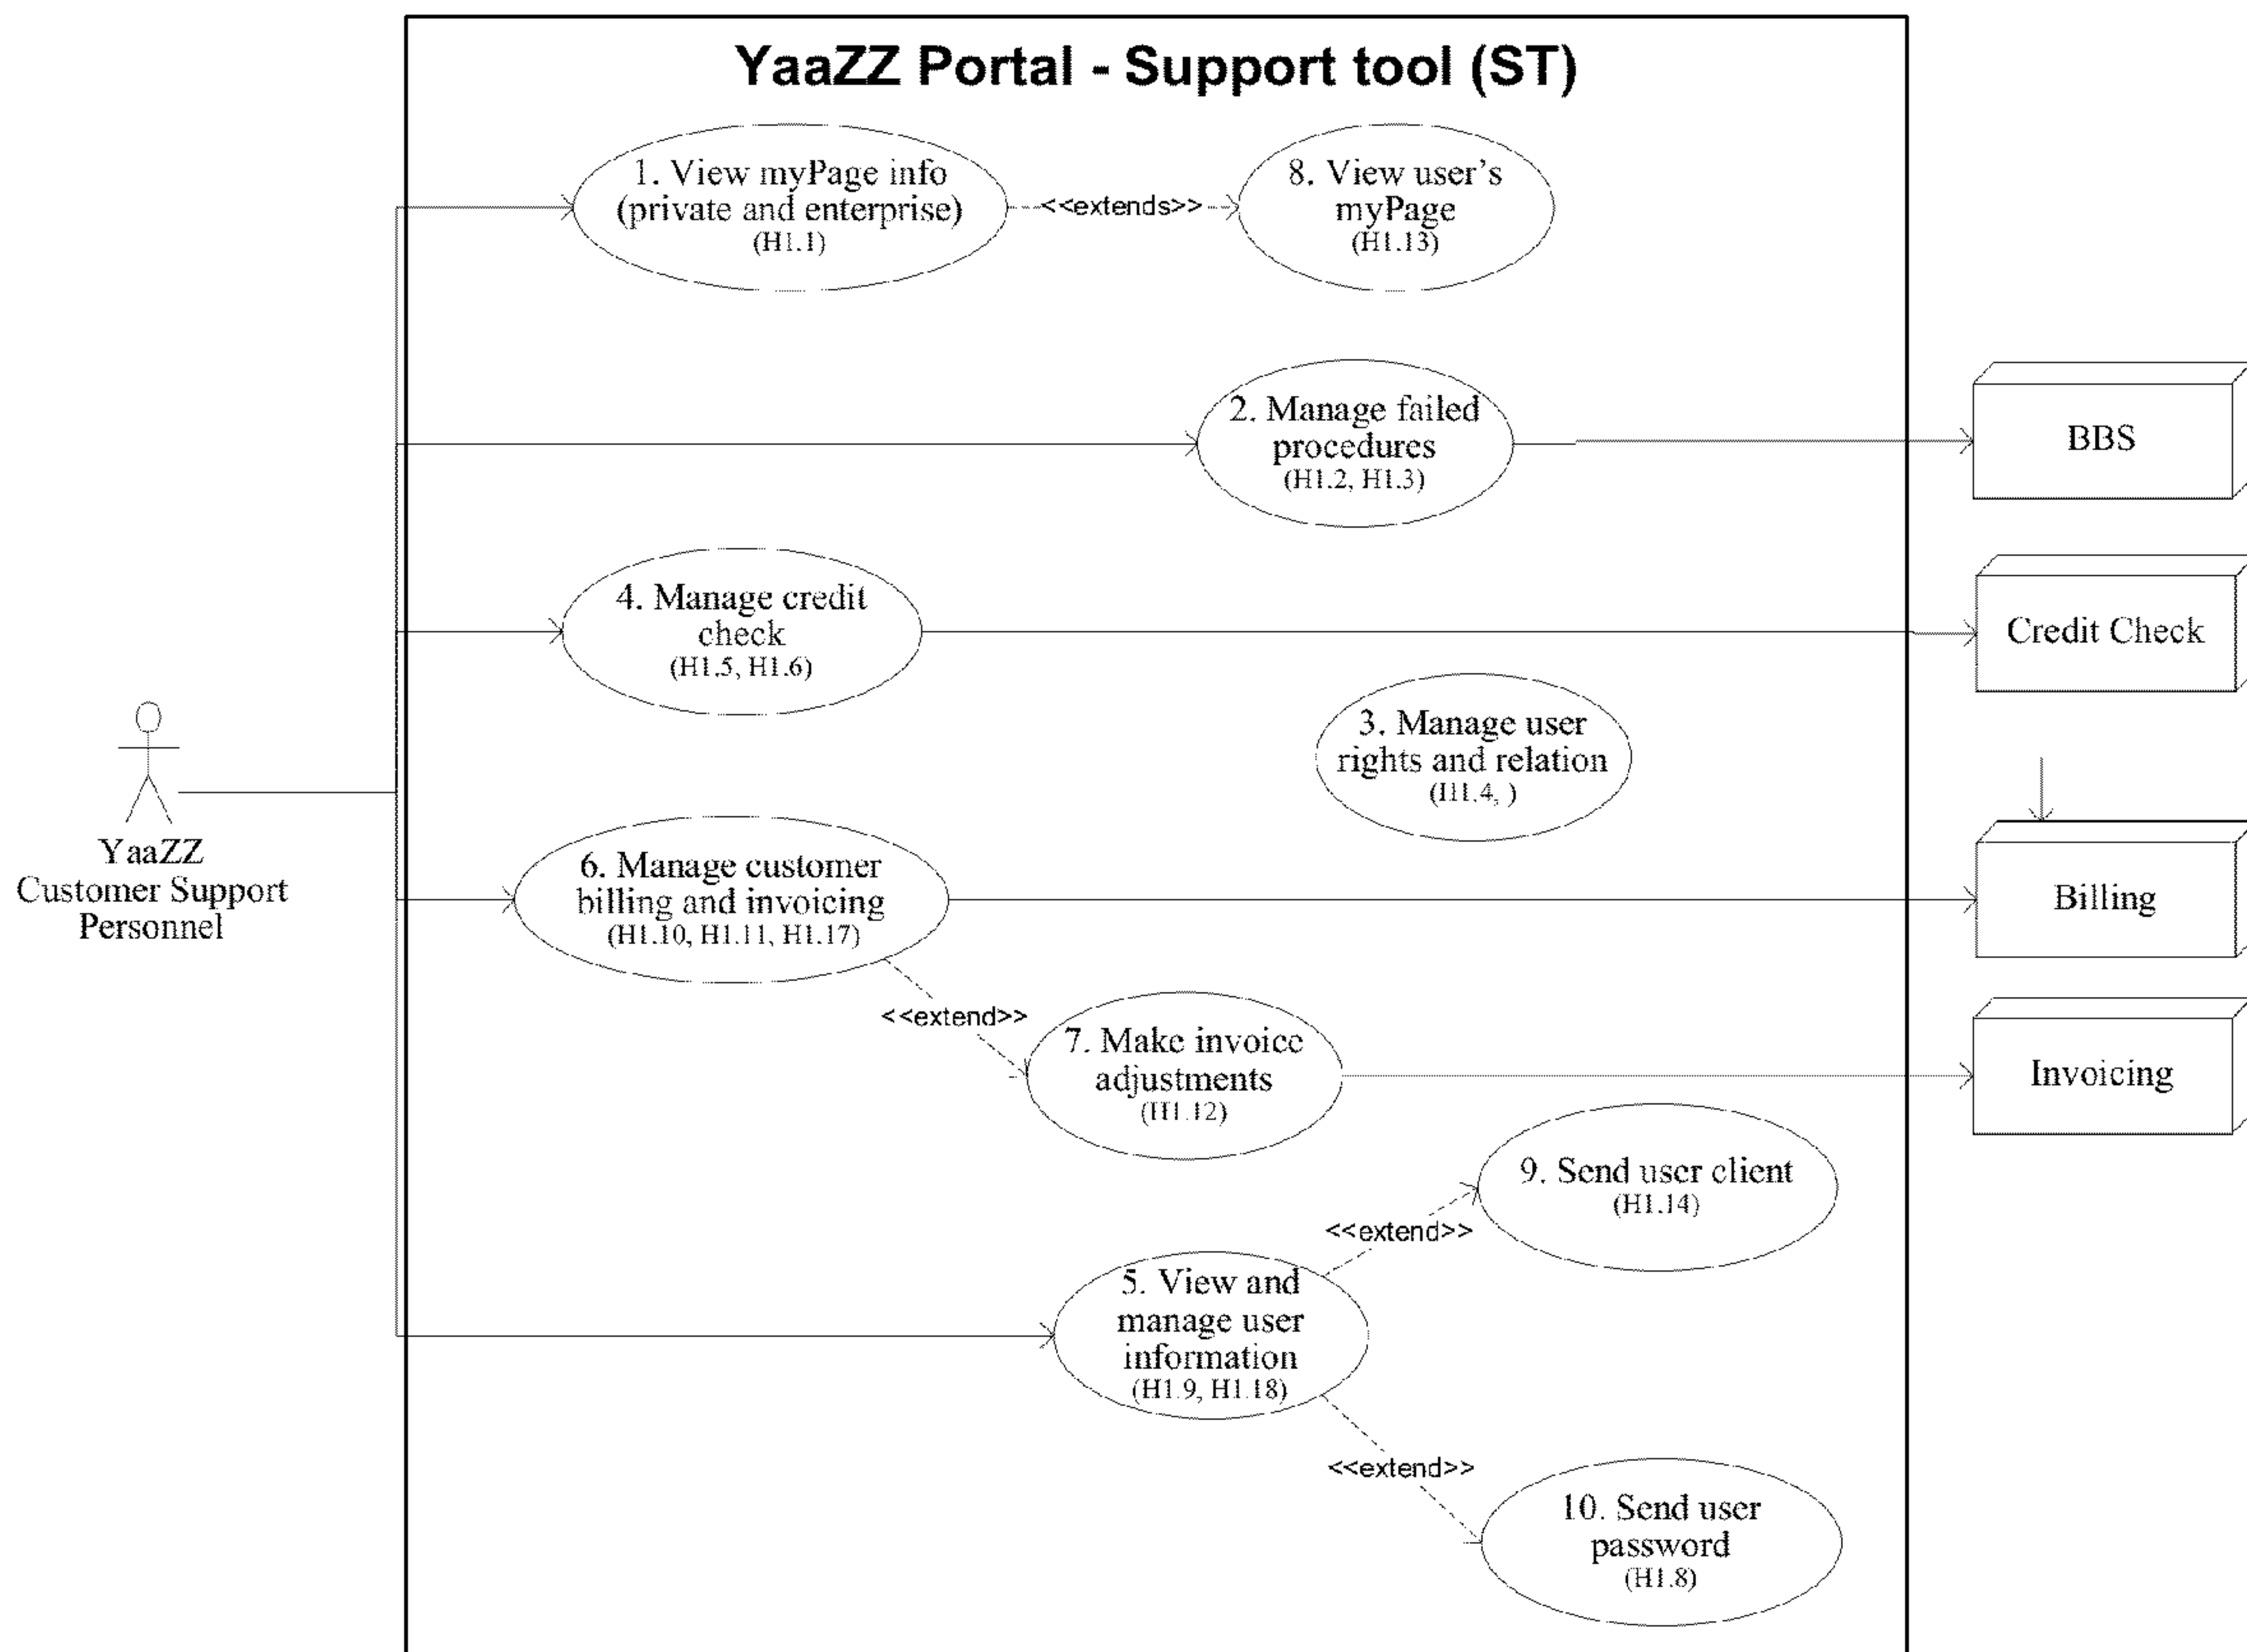 YaaZZ Portal - Support tool (ST)
1. View myPage info
(private and enterprise)
(H1.1)
<<extends>>
8. View user's
myPage
(H1.13)
2. Manage failed
procedures
(H1.2, H1.3)
BBS
4. Manage credit
check
(H1.5, H1.6)
Credit Check
3. Manage user
rights and relation
(H1.4, )
YaaZZ
Customer Support
Personnel
6. Manage customer
billing and invoicing
(H1.10, H1.11, H1.17)
Billing
<<extend>>
7. Make invoice
adjustments
(H1.12)
Invoicing
9. Send user client
(H1.14)
<<extend>>
5. View and
manage user
information
(H1.9, H1.18)
<<extend>>
10. Send user
password
(H1.8)